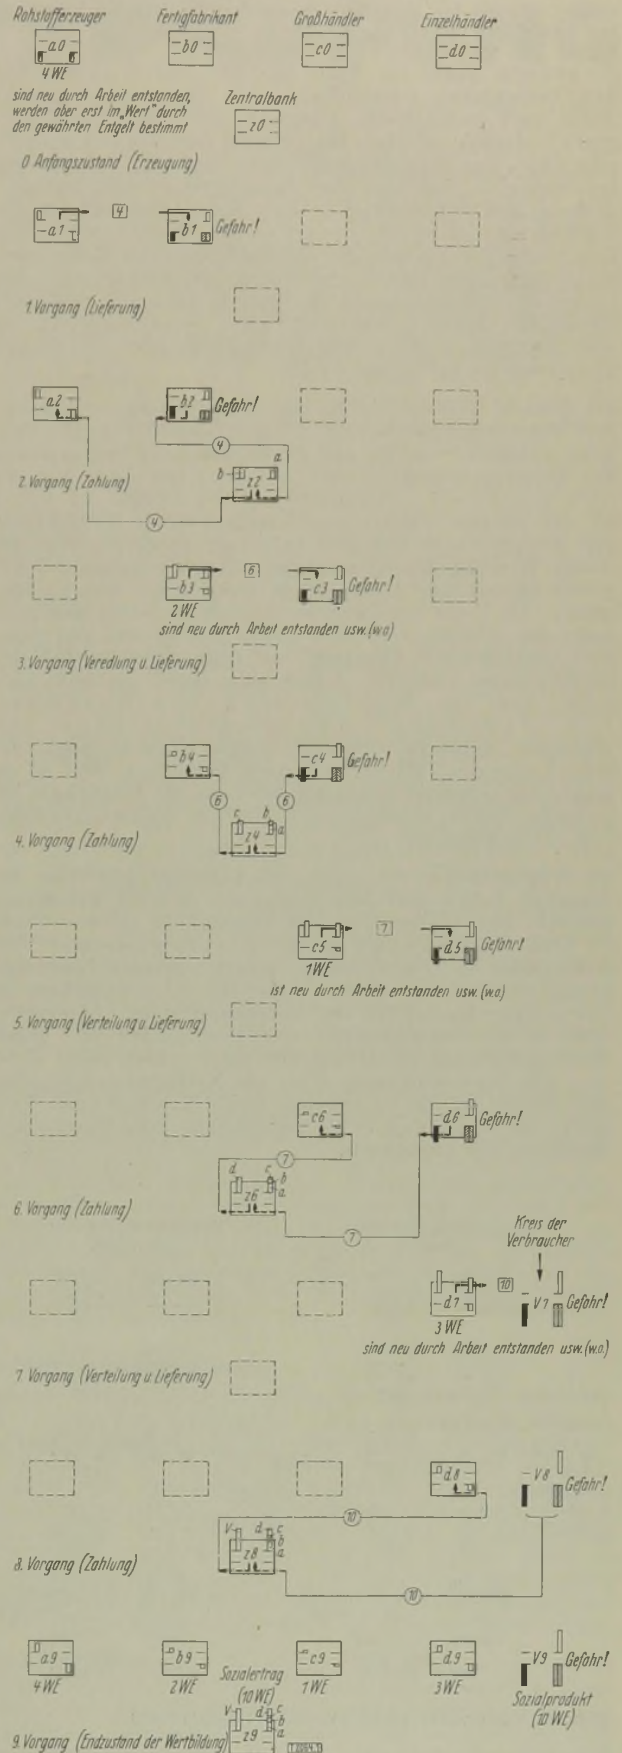 Rohstofferzeuger Fertigfabrikant Großhändler Einzelhändler
a0 b0 c0 d0
4 WE
sind neu durch Arbeit entstanden,
werden aber erst im „Wert" durch
den gewährten Entgelt bestimmt
Zentralbank
z0
0 Anfangszustand (Erzeugung)
a1 4 b1 Gefahr!
1. Vorgang (Lieferung)
a2 b2 Gefahr!
4
a
b z2
2. Vorgang (Zahlung)
4
b3 6 c3 Gefahr!
2 WE
sind neu durch Arbeit entstanden usw. (w.o)
3. Vorgang (Veredlung u. Lieferung)
b4 c4 Gefahr!
6 6
c b a
z4
4. Vorgang (Zahlung)
c5 7 d5 Gefahr!
1 WE
ist neu durch Arbeit entstanden usw. (w.o)
5. Vorgang (Verteilung u. Lieferung)
c6 d6 Gefahr!
7
d c b
z6 a
6. Vorgang (Zahlung)
7
Kreis der
Verbraucher
d7 10 V7 Gefahr!
3 WE
sind neu durch Arbeit entstanden usw. (w.o.)
7. Vorgang (Verteilung u. Lieferung)
d8 V8 Gefahr!
10
V d c
b
z8 a
8. Vorgang (Zahlung)
10
a9 b9 c9 d9 V9 Gefahr!
4 WE 2 WE 1 WE 3 WE
Sozialertrag
(10 WE)
Sozialprodukt
(10 WE)
V d c
b
z9 a
9. Vorgang (Endzustand der Wertbildung)